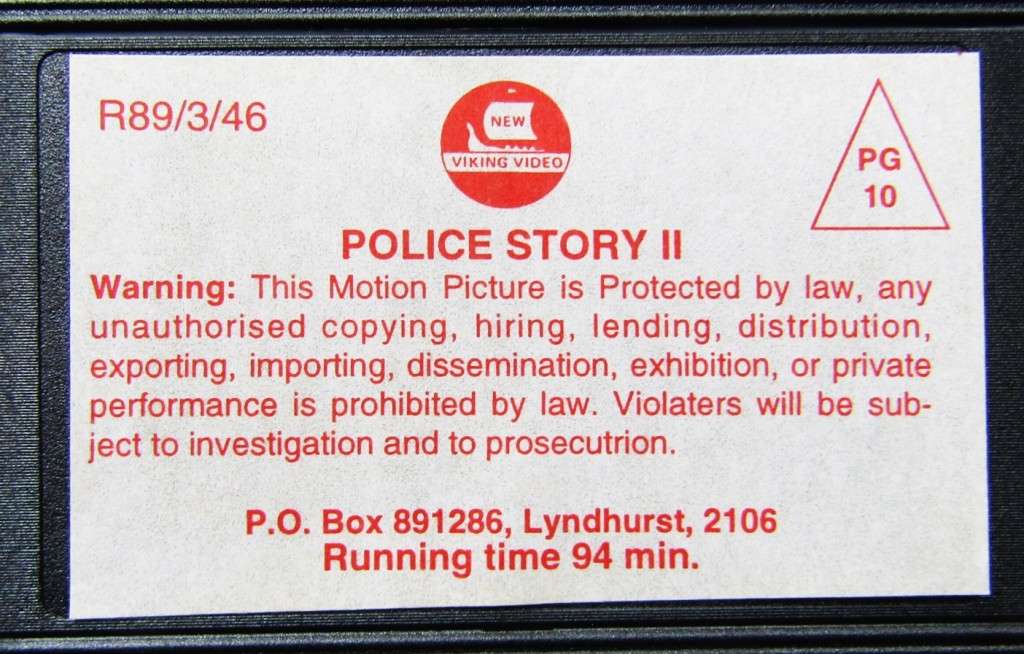 R89/3/46
NEW
VIKING VIDEO
PG
10
POLICE STORY II
Warning: This Motion Picture is Protected by law, any
unauthorised copying, hiring, lending, distribution,
exporting, importing, dissemination, exhibition, or private
performance is prohibited by law. Violaters will be sub-
ject to investigation and to prosecutrion.
P.O. Box 891286, Lyndhurst, 2106
Running time 94 min.